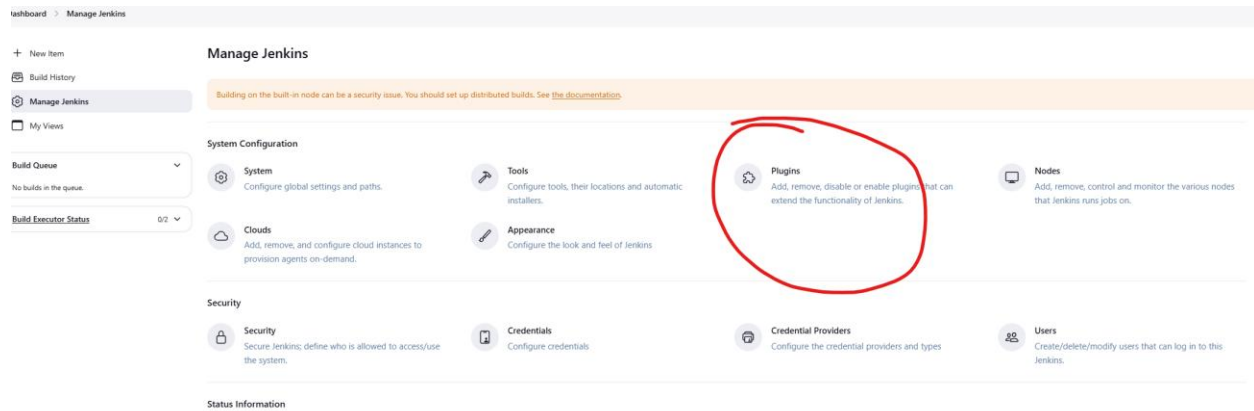 Dashboard > Manage Jenkins
+ New Item
Build History
Manage Jenkins
My Views
Build Queue
No builds in the queue.
Build Executor Status 0/2
Manage Jenkins
Building on the built-in node can be a security issue. You should set up distributed builds. See the documentation.
System Configuration
System
Configure global settings and paths.
Tools
Configure tools, their locations and automatic
installers.
Plugins
Add, remove, disable or enable plugins that can
extend the functionality of Jenkins.
Nodes
Add, remove, control and monitor the various nodes
that Jenkins runs jobs on.
Clouds
Add, remove, and configure cloud instances to
provision agents on-demand.
Appearance
Configure the look and feel of Jenkins
Security
Security
Secure Jenkins; define who is allowed to access/use
the system.
Credentials
Configure credentials
Credential Providers
Configure the credential providers and types
Users
Create/delete/modify users that can log in to this
Jenkins.
Status Information